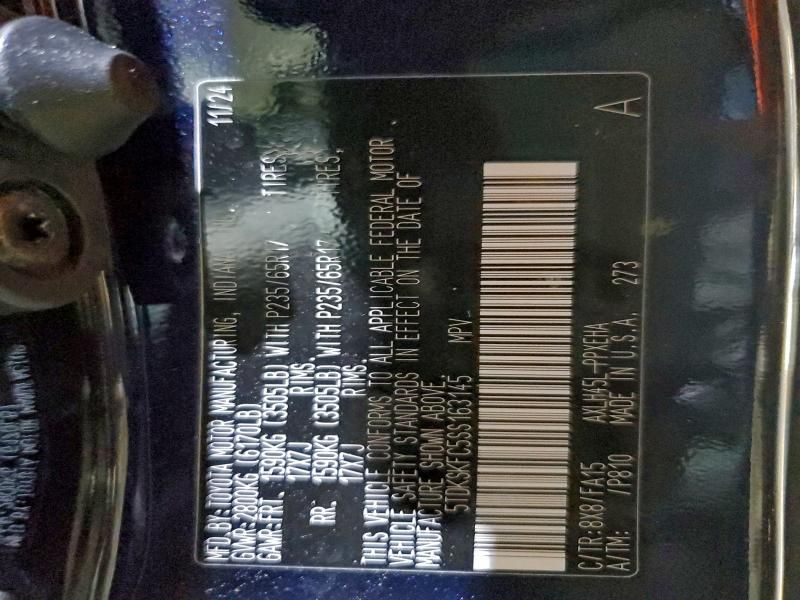 MFD.BY: TOYOTA MOTOR MANUFACTURING, INDIANA 11/24
GVWR:2800KG (6170LB)
GAWR:FRT. 1590KG (3505LB) WITH P235/65R17 TIRES,
17X7J RIMS
RR. 1590KG (3505LB) WITH P235/65R17 TIRES,
17X7J RIMS
THIS VEHICLE CONFORMS TO ALL APPLICABLE FEDERAL MOTOR
VEHICLE SAFETY STANDARDS IN EFFECT ON THE DATE OF
MANUFACTURE SHOWN ABOVE.
5TDKSKFC5SS163145 MPV
C/TR:8X8/FA15 AXLH45L-PPXEHA
A/TM: /P810 MADE IN U.S.A. 273 A